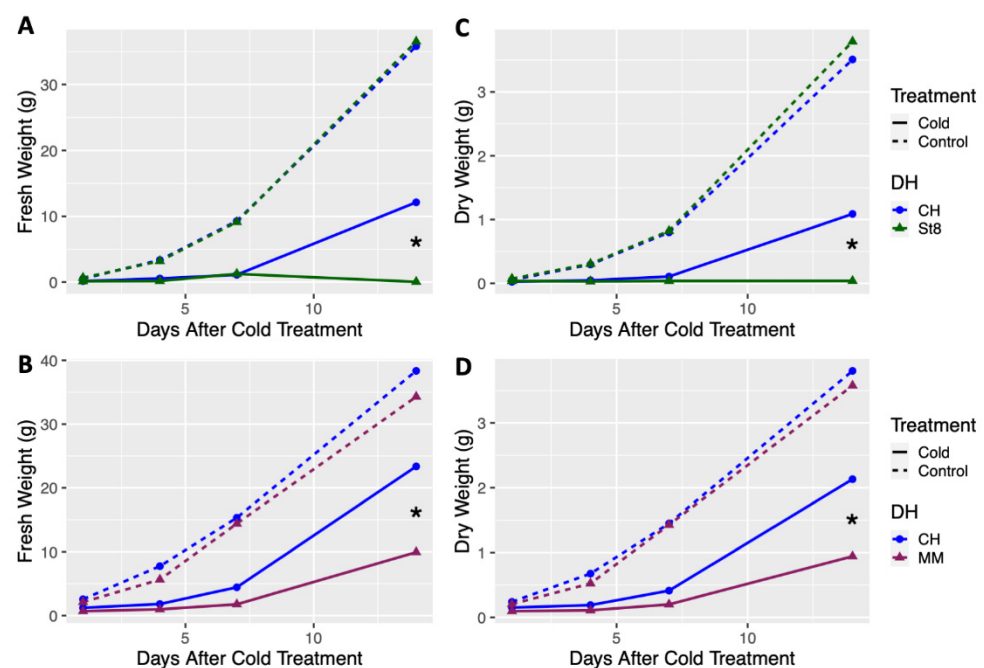 A
Fresh Weight (g)
30
20
10
0
5
10
Days After Cold Treatment
*
C
Dry Weight (g)
3
2
1
0
5
10
Days After Cold Treatment
*
Treatment
Cold
Control
DH
CH
St8
B
Fresh Weight (g)
40
30
20
10
0
5
10
Days After Cold Treatment
*
D
Dry Weight (g)
3
2
1
0
5
10
Days After Cold Treatment
*
Treatment
Cold
Control
DH
CH
MM